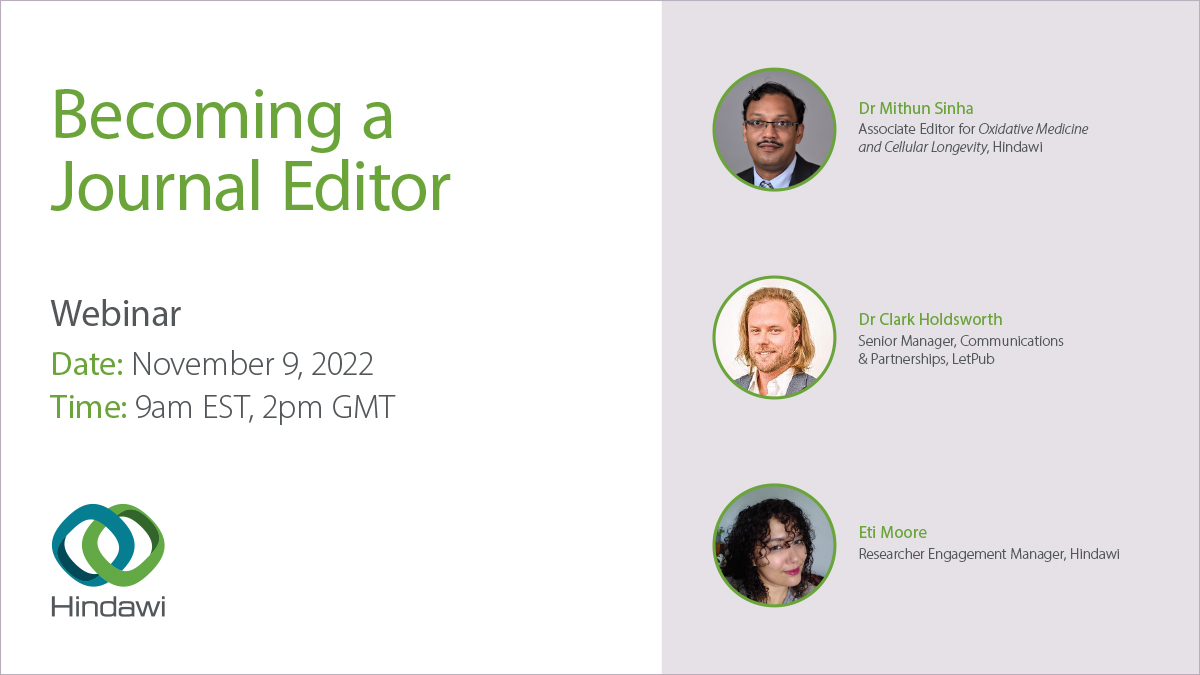 Becoming a
Journal Editor
Webinar
Date: November 9, 2022
Time: 9am EST, 2pm GMT
Hindawi
Dr Mithun Sinha
Associate Editor for Oxidative Medicine
and Cellular Longevity, Hindawi
Dr Clark Holdsworth
Senior Manager, Communications
& Partnerships, LetPub
Eti Moore
Researcher Engagement Manager, Hindawi